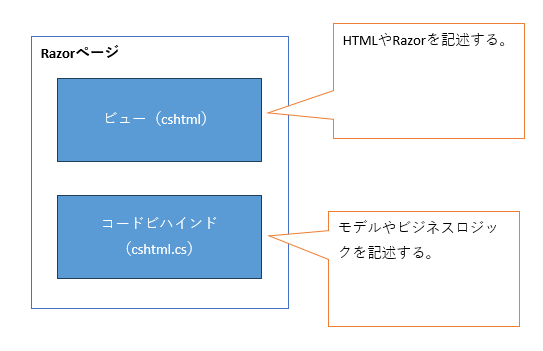 Razorページ
ビュー（cshtml）
HTMLやRazorを記述する。
コードビハインド
（cshtml.cs）
モデルやビジネスロジッ
クを記述する。